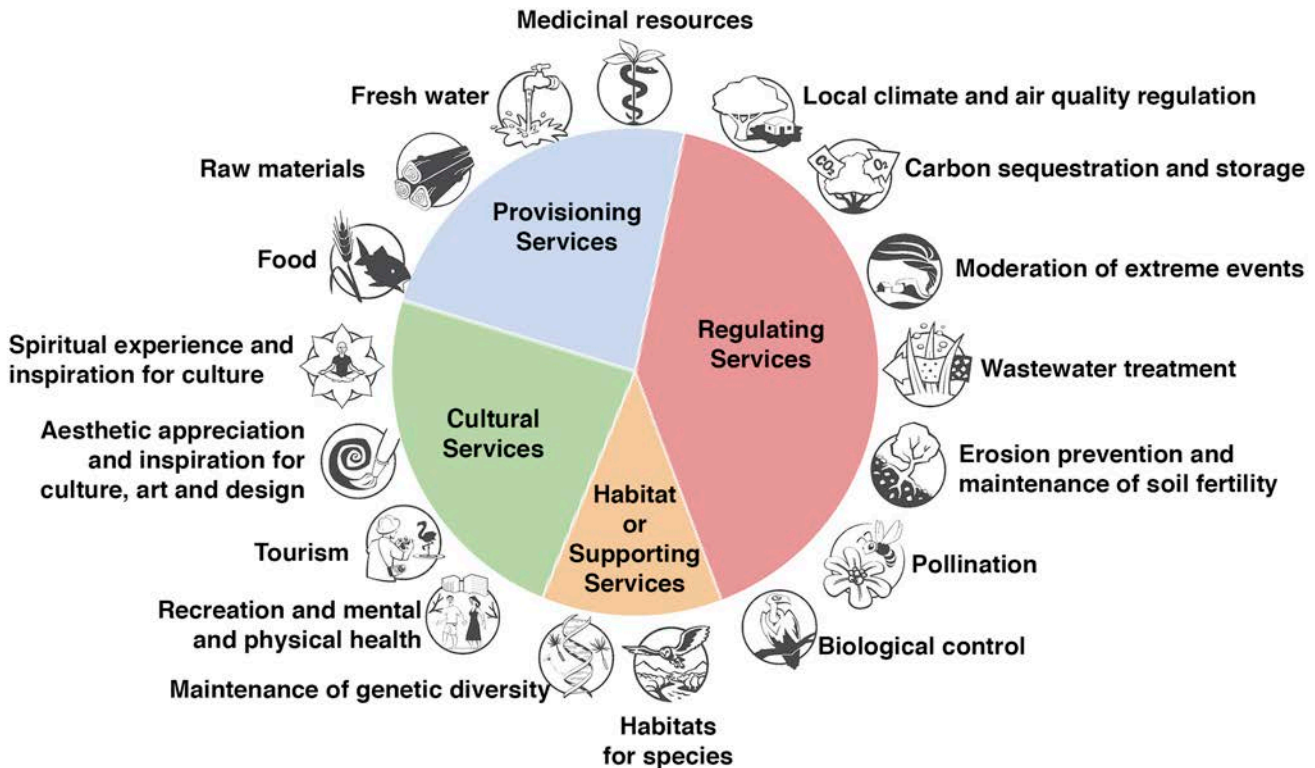 Medicinal resources
Fresh water
Local climate and air quality regulation
Raw materials
CO₂
O₂
Carbon sequestration and storage
Provisioning
Services
Food
Moderation of extreme events
Regulating
Services
Spiritual experience and
inspiration for culture
Wastewater treatment
Cultural
Services
Aesthetic appreciation
and inspiration for
culture, art and design
Erosion prevention and
maintenance of soil fertility
Habitat
or
Supporting
Services
Tourism
Pollination
Recreation and mental
and physical health
Biological control
Maintenance of genetic diversity
Habitats
for species